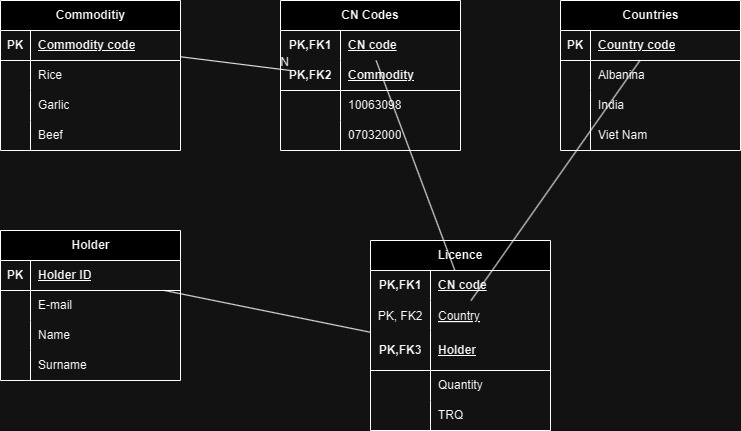 Commoditiy
PK Commodity code
Rice
Garlic
Beef
CN Codes
PK,FK1 CN code
N
PK,FK2 Commodity
10063098
07032000
Countries
PK Country code
Albanina
India
Viet Nam
Holder
PK Holder ID
E-mail
Name
Surname
Licence
PK,FK1 CN code
PK, FK2 Country
PK,FK3 Holder
Quantity
TRQ